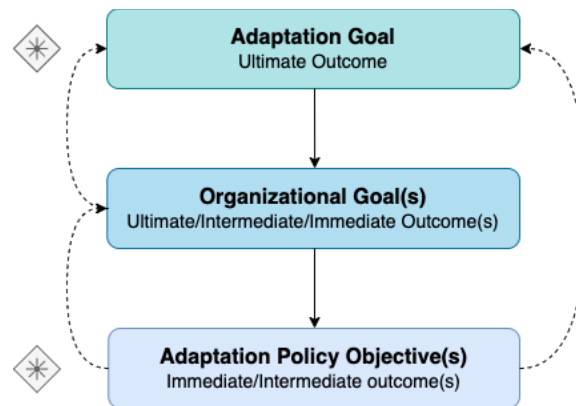 Adaptation Goal
Ultimate Outcome
Organizational Goal(s)
Ultimate/Intermediate/Immediate Outcome(s)
Adaptation Policy Objective(s)
Immediate/Intermediate outcome(s)